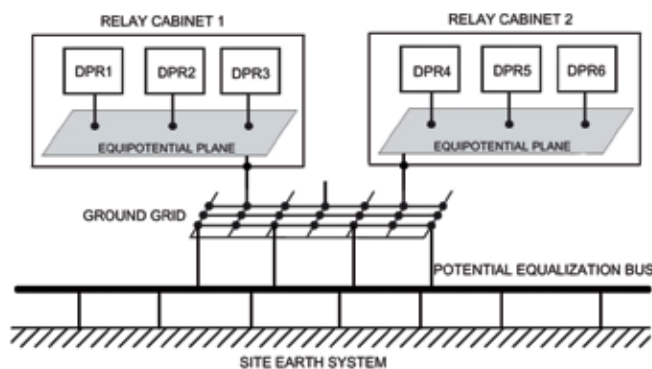 RELAY CABINET 1
RELAY CABINET 2
DPR1 DPR2 DPR3
DPR4 DPR5 DPR6
EQUIPOTENTIAL PLANE
EQUIPOTENTIAL PLANE
GROUND GRID
POTENTIAL EQUALIZATION BUS
SITE EARTH SYSTEM